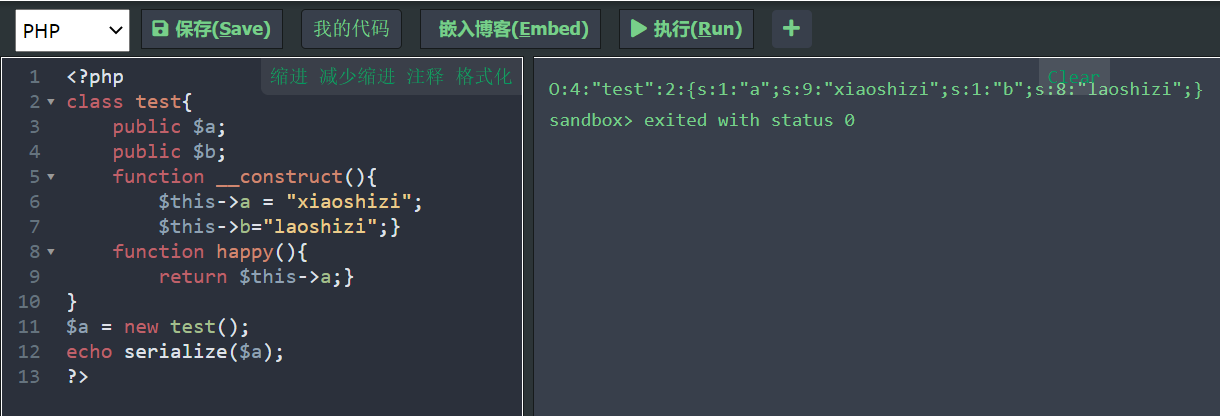 PHP 保存(Save) 我的代码 嵌入博客(Embed) 执行(Run) +
缩进 减少缩进 注释 格式化
1 <?php
2 class test{
3 public $a;
4 public $b;
5 function __construct(){
6 $this->a = "xiaoshizi";
7 $this->b="laoshizi";}
8 function happy(){
9 return $this->a;}
10 }
11 $a = new test();
12 echo serialize($a);
13 ?>
Clear
O:4:"test":2:{s:1:"a";s:9:"xiaoshizi";s:1:"b";s:8:"laoshizi";}
sandbox> exited with status 0